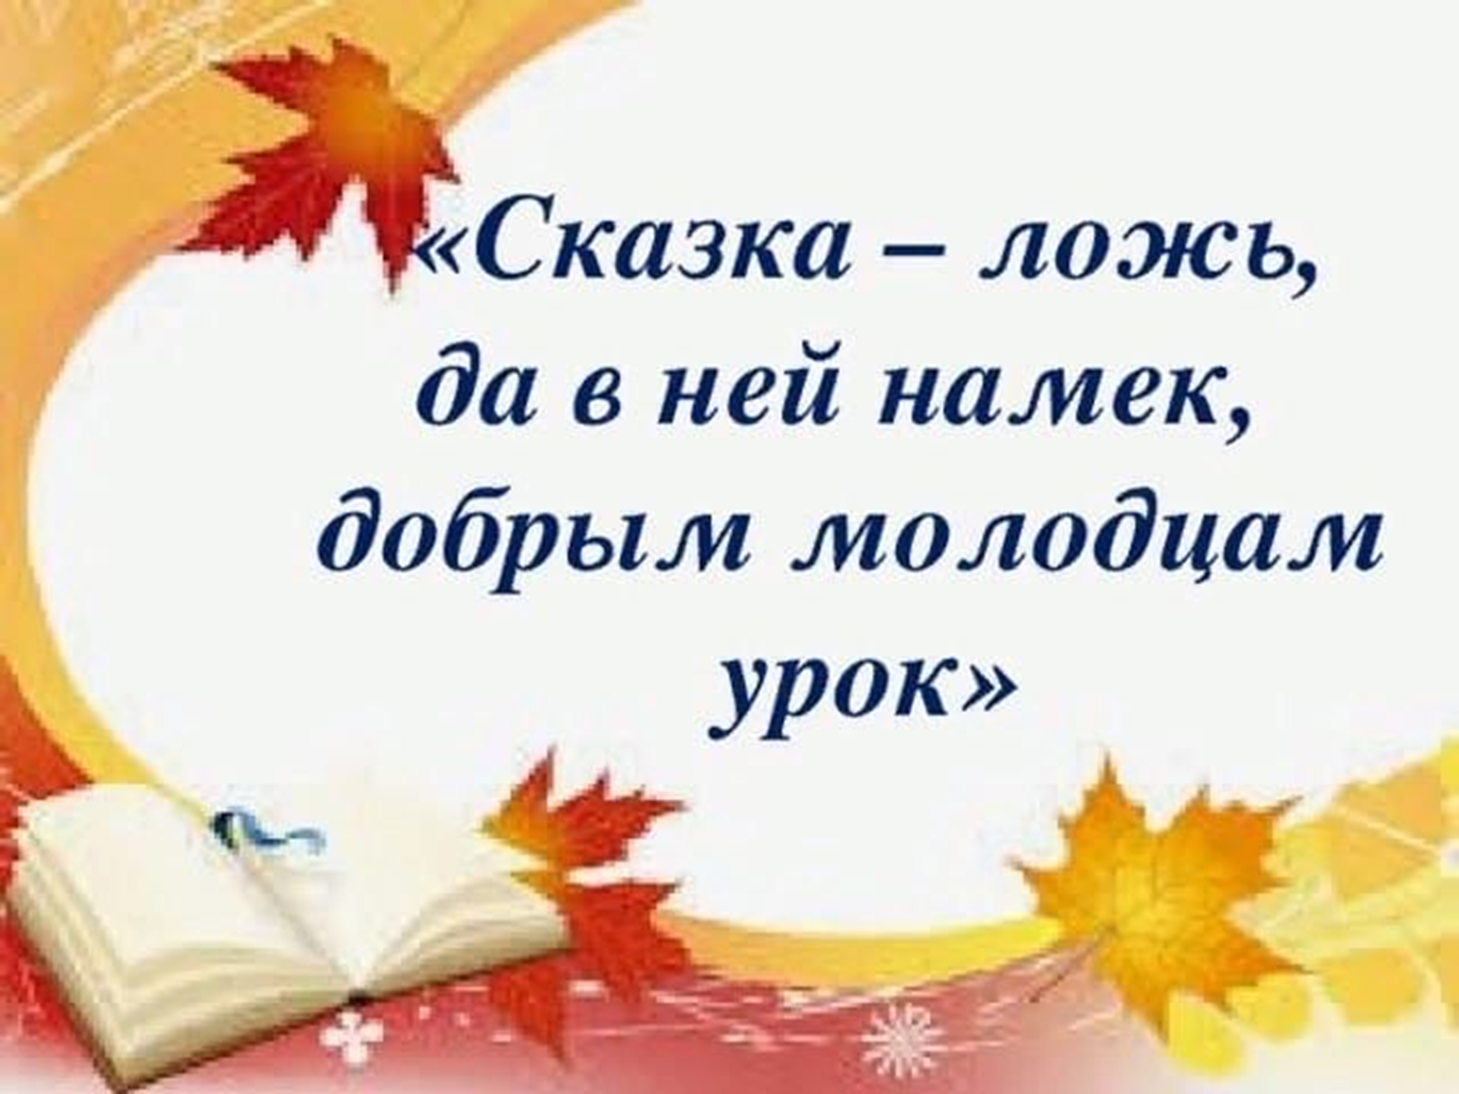 «Сказка – ложь,
да в ней намек,
добрым молодцам
урок»